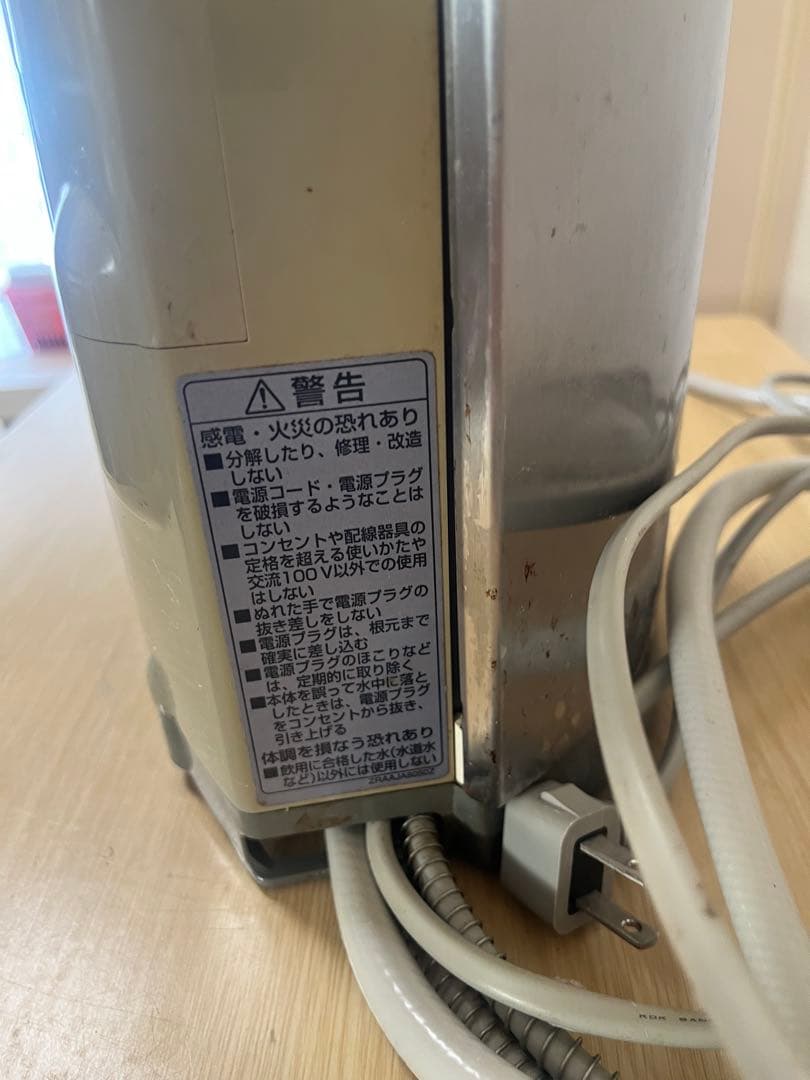 警告
感電・火災の恐れあり
■分解したり、修理・改造
しない
■電源コード・電源プラグ
を破損するようなことは
しない
■コンセントや配線器具の
定格を超える使いかたや
交流100V以外での使用
はしない
■ぬれた手で電源プラグの
抜き差しをしない
■電源プラグは、根元まで
確実に差し込む
■電源プラグのほこりなど
は、定期的に取り除く
■本体を誤って水中に落と
したときは、電源プラグ
をコンセントから抜き、
引き上げる
体調を損なう恐れあり
■飲用に合格した水(水道水
など)以外には使用しない